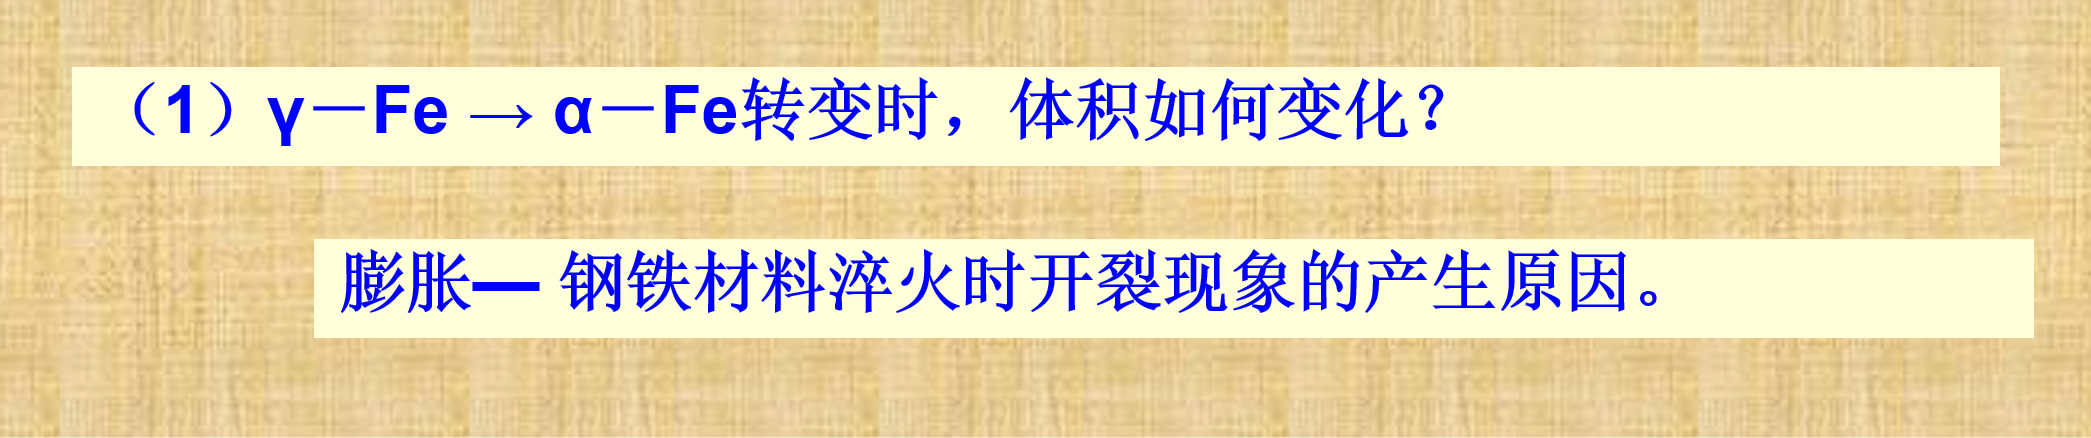 （1）γ－Fe → α－Fe转变时，体积如何变化？
膨胀— 钢铁材料淬火时开裂现象的产生原因。